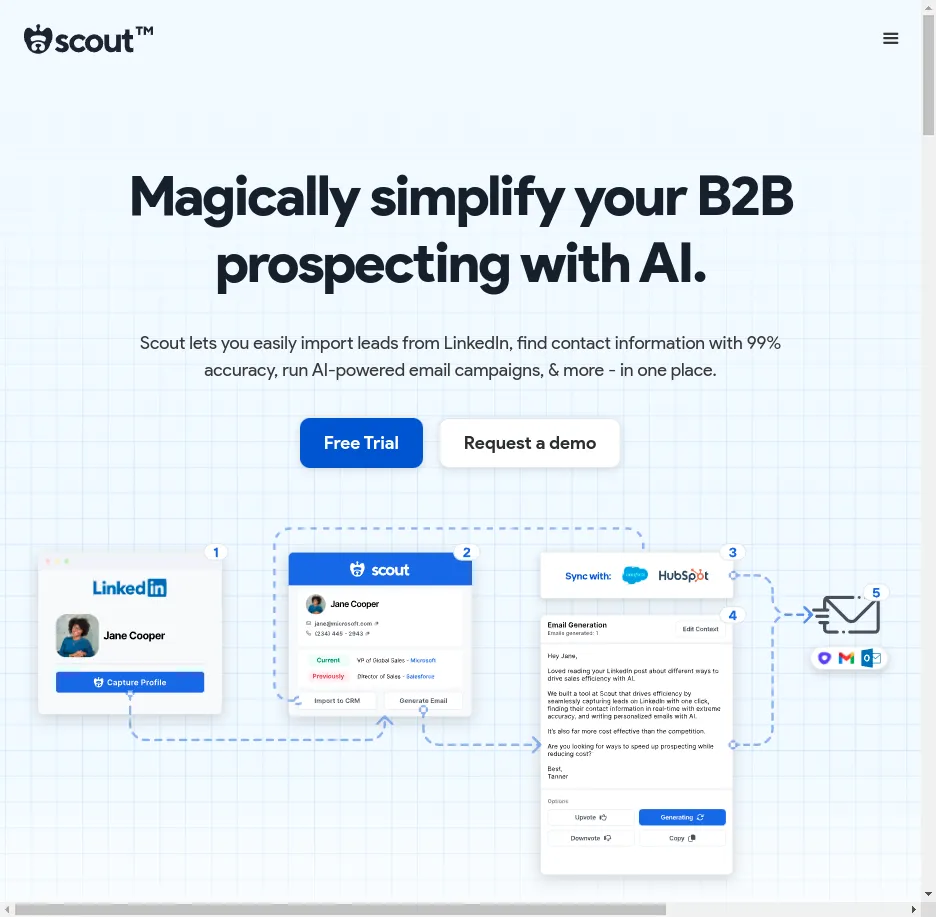 scout™
Magically simplify your B2B
prospecting with AI.
Scout lets you easily import leads from LinkedIn, find contact information with 99%
accuracy, run AI-powered email campaigns, & more - in one place.
Free Trial
Request a demo
1
LinkedIn
Jane Cooper
Capture Profile
2
scout
Jane Cooper
jane@microsoft.com
(234) 445 - 2943
Current VP of Global Sales - Microsoft
Previously Director of Sales - Salesforce
Import to CRM
Generate Email
3
Sync with:
HubSpot
4
Email Generation
Emails generated: 1
Edit Context
Hey Jane,
Loved reading your LinkedIn post about different ways to
drive sales efficiency with AI.
We built a tool at Scout that drives efficiency by
seamlessly capturing leads on LinkedIn with one click,
finding their contact information in real-time with extreme
accuracy, and writing personalized emails with AI.
It's also far more cost effective than the competition.
Are you looking for ways to speed up prospecting while
reducing cost?
Best,
Tanner
Options
Upvote
Generating
Downvote
Copy
5